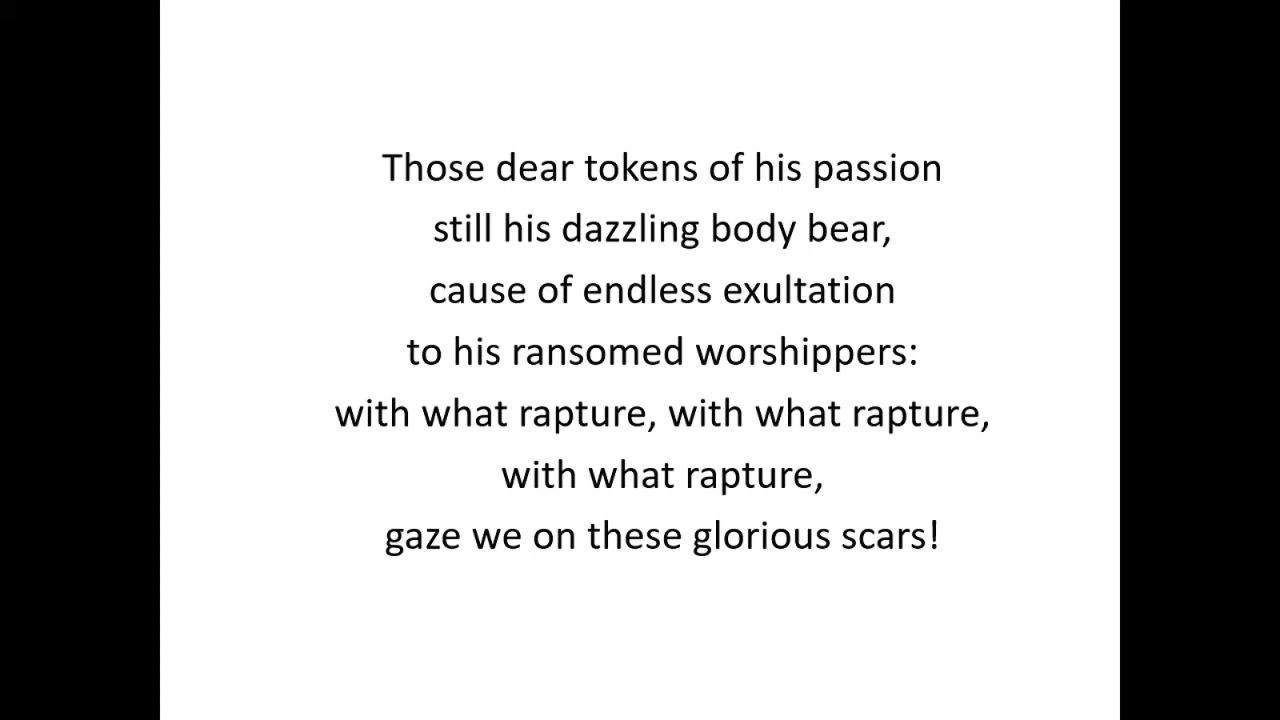 Those dear tokens of his passion
still his dazzling body bear,
cause of endless exultation
to his ransomed worshippers:
with what rapture, with what rapture,
with what rapture,
gaze we on these glorious scars!